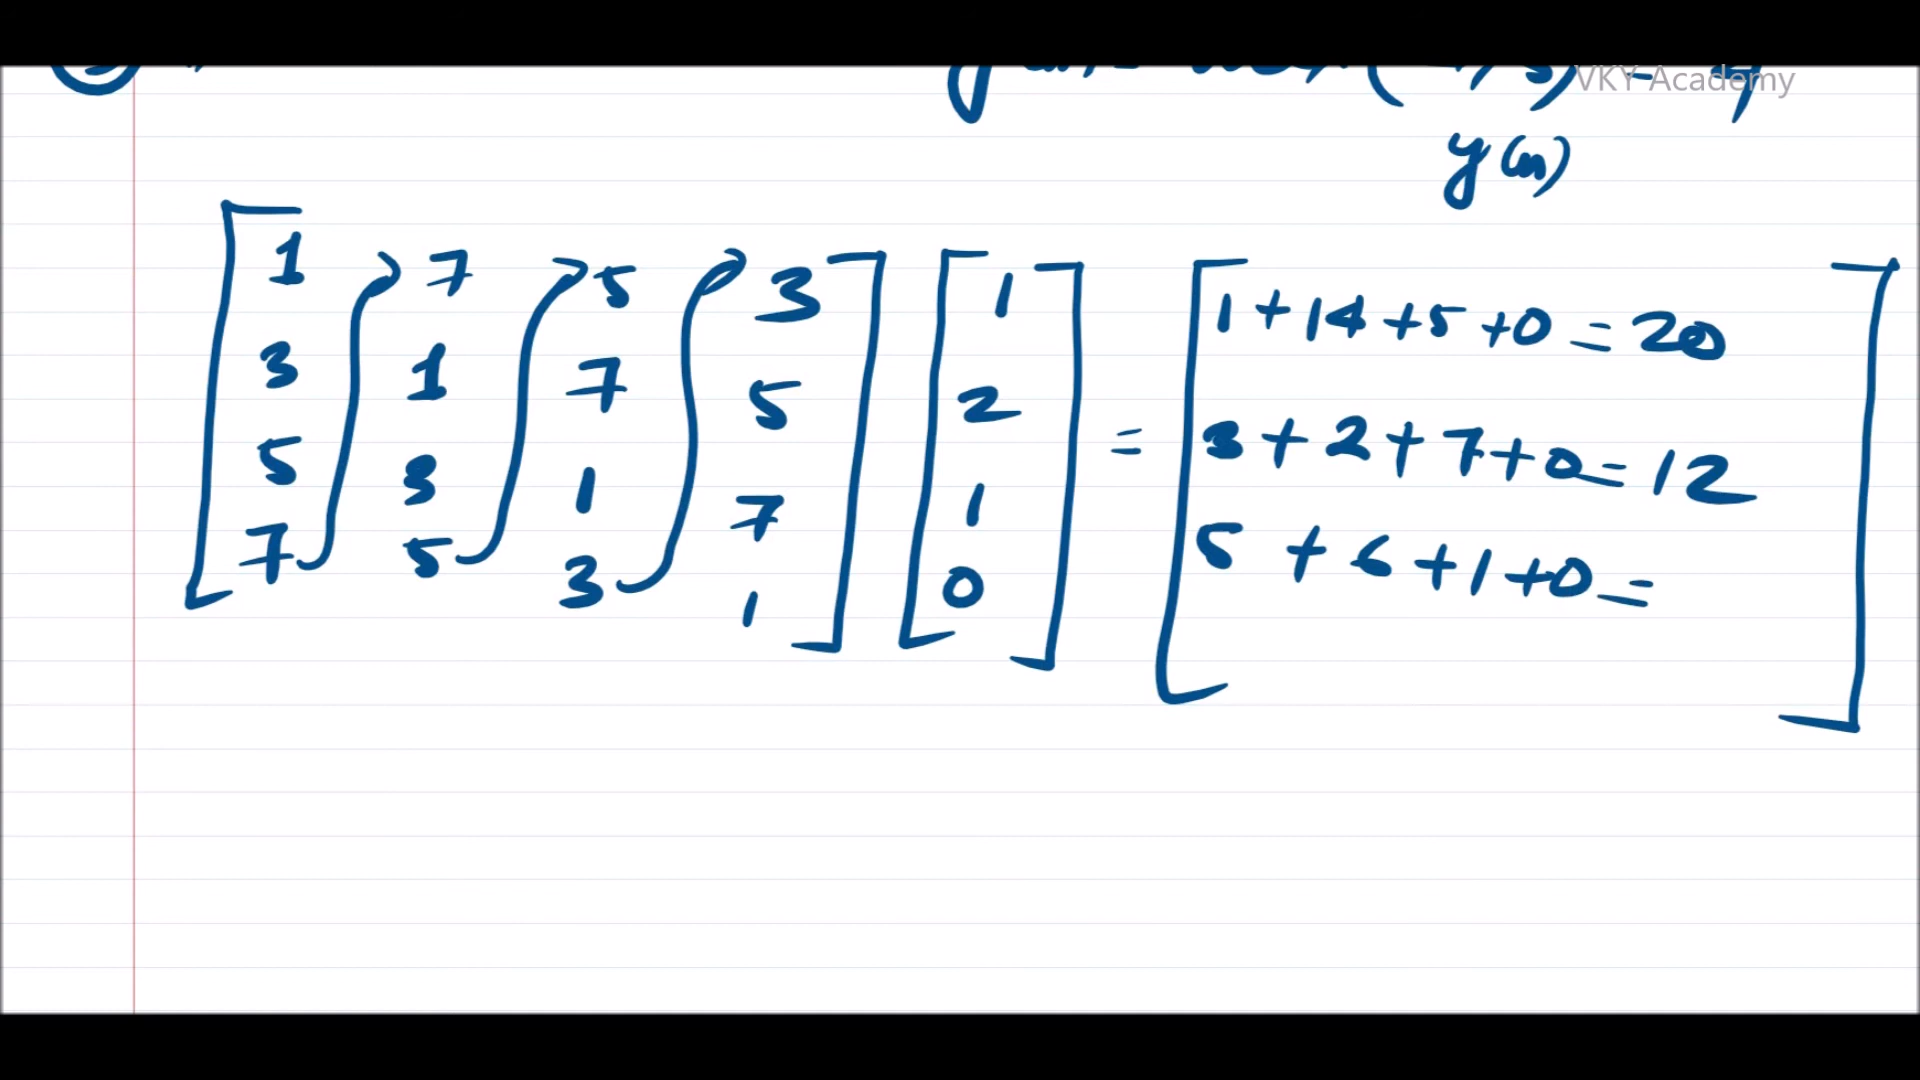 VKY Academy
y(n)
1 7 5 3 1 1+14+5+0=20
3 1 7 5 2 = 3+2+7+0=12
5 3 1 7 1 5+6+1+0=
7 5 3 1 0